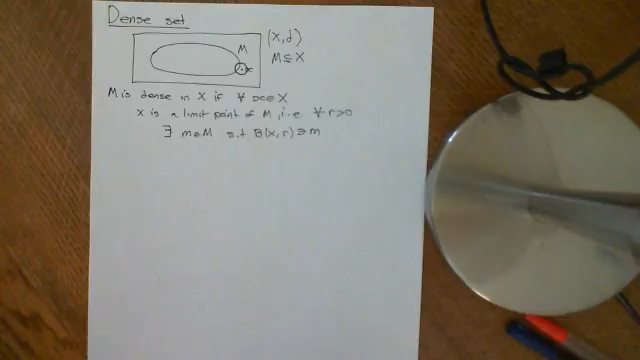 Dense set
(X,d)
M
M ⊆ X
x
M is dense in X if ∀ x∈X
x is a limit point of M, i.e ∀ r>0
∃ m∈M s.t B(x,r)∋m